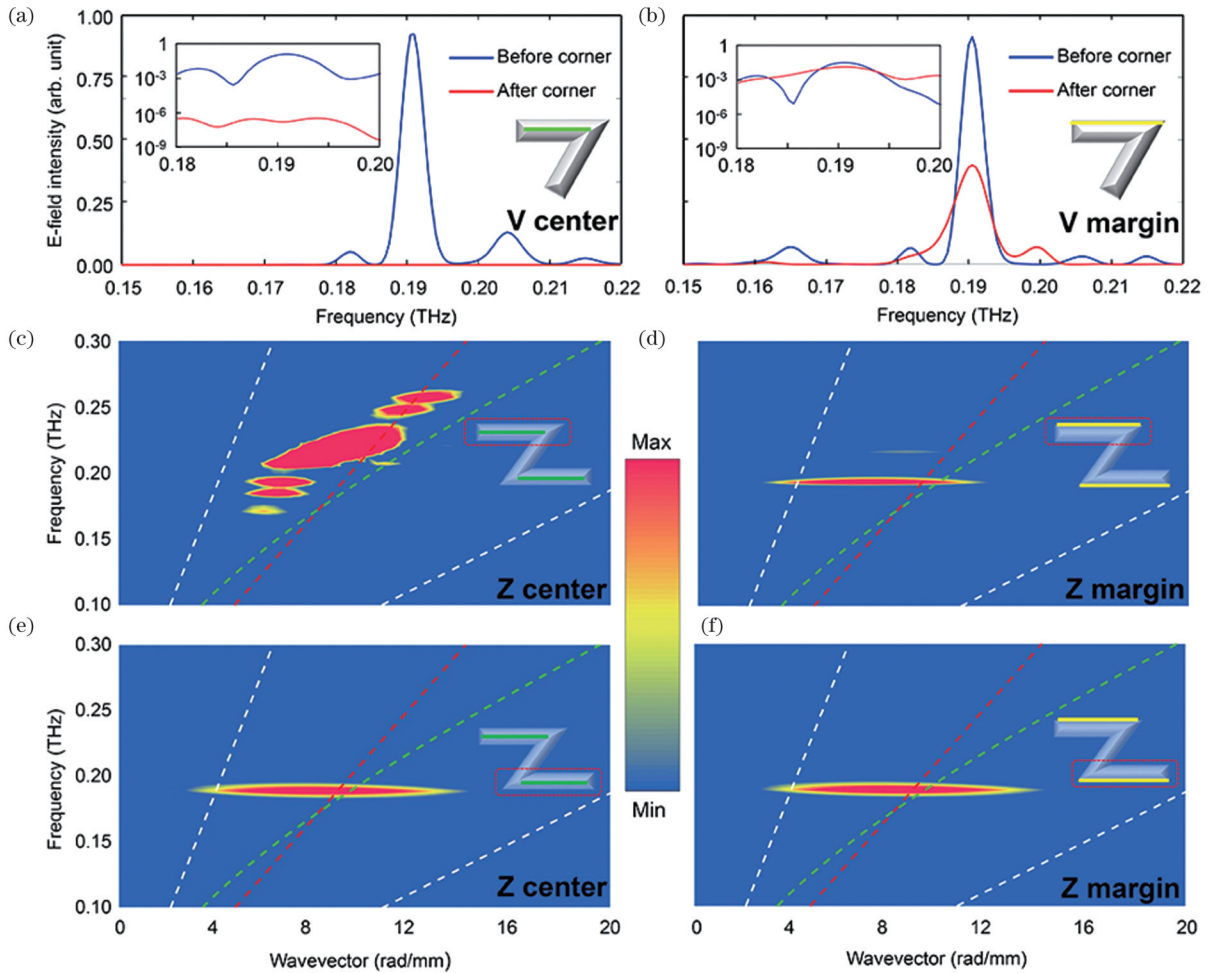 (a)
1.00
0.75
0.50
0.25
0.00
E-field intensity (arb. unit)
1
10-3
10-6
10-9
0.18 0.19 0.20
Before corner
After corner
V center
0.15 0.16 0.17 0.18 0.19 0.20 0.21 0.22
Frequency (THz)
(b)
1
10-3
10-6
10-9
0.18 0.19 0.20
Before corner
After corner
V margin
0.15 0.16 0.17 0.18 0.19 0.20 0.21 0.22
Frequency (THz)
(c)
0.30
0.25
0.20
0.15
0.10
Frequency (THz)
Z center
Max
Min
(d)
Z margin
(e)
0.30
0.25
0.20
0.15
0.10
Frequency (THz)
Z center
0 4 8 12 16 20
Wavevector (rad/mm)
(f)
Z margin
0 4 8 12 16 20
Wavevector (rad/mm)